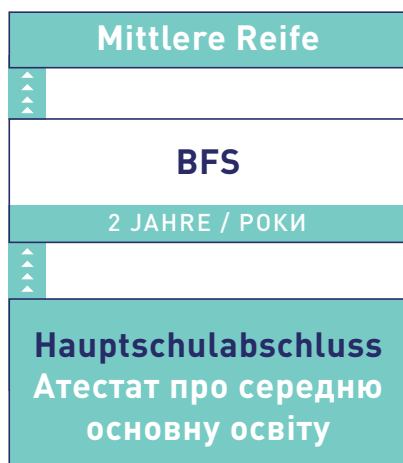 Mittlere Reife
BFS
2 JAHRE / РОКИ
Hauptschulabschluss
Атестат про середню
основну освіту